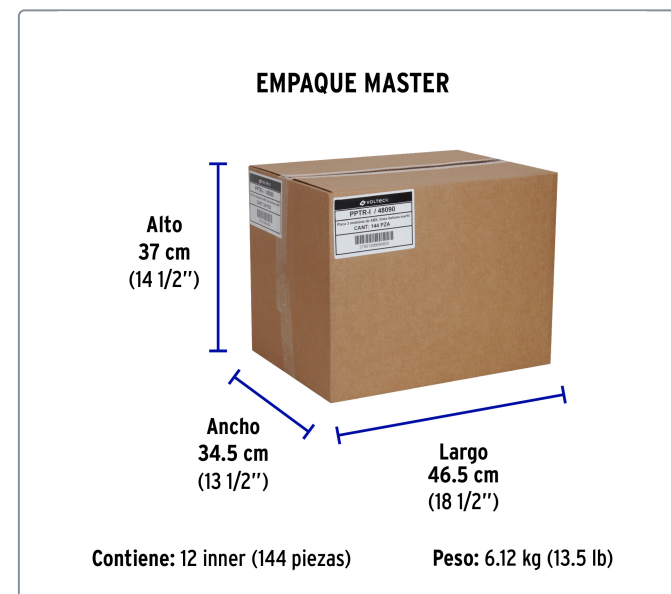 EMPAQUE MASTER
VOLTECK
PPTR-I / 48090
CANT: 144 PZA
Alto
37 cm
(14 1/2")
Ancho
34.5 cm
(13 1/2")
Largo
46.5 cm
(18 1/2")
Contiene: 12 inner (144 piezas)
Peso: 6.12 kg (13.5 lb)